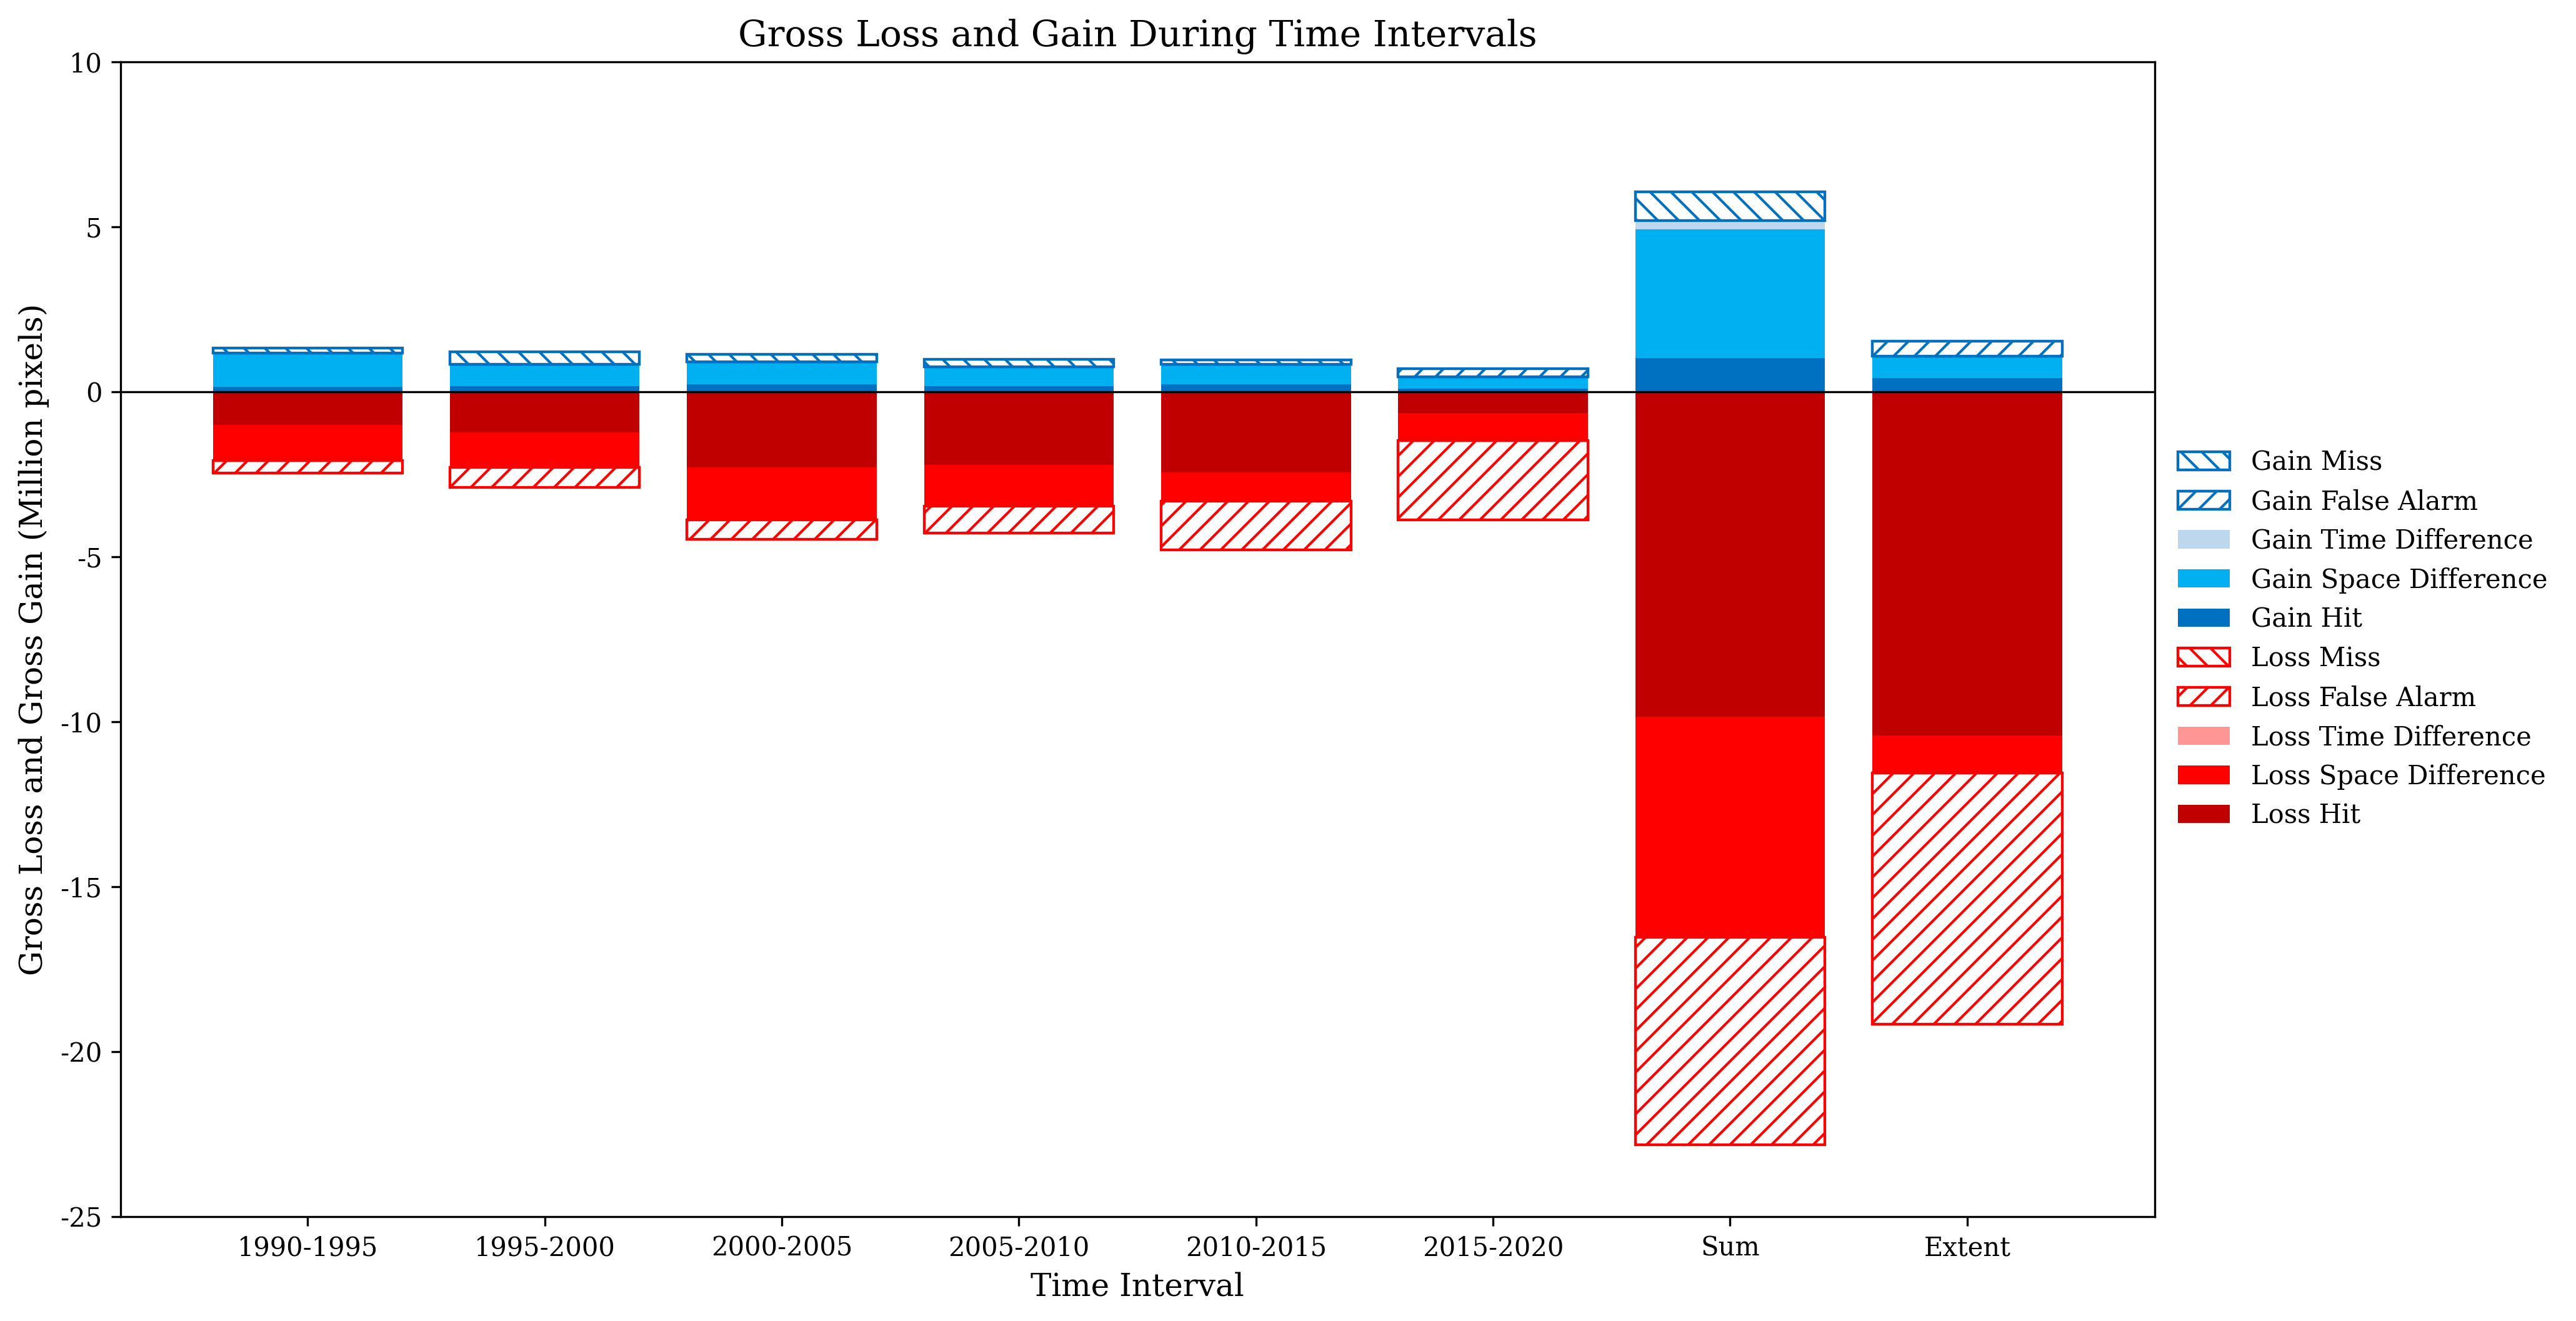 Gross Loss and Gain During Time Intervals
Gross Loss and Gross Gain (Million pixels)
10
5
0
-5
-10
-15
-20
-25
1990-1995
1995-2000
2000-2005
2005-2010
2010-2015
2015-2020
Sum
Extent
Time Interval
Gain Miss
Gain False Alarm
Gain Time Difference
Gain Space Difference
Gain Hit
Loss Miss
Loss False Alarm
Loss Time Difference
Loss Space Difference
Loss Hit